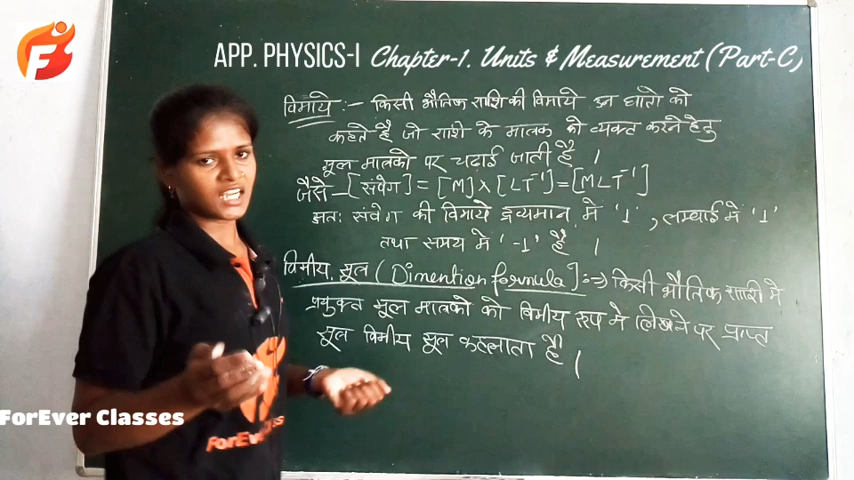 APP. PHYSICS-I Chapter-1. Units & Measurement (Part-C)
विमाये :- किसी भौतिक राशि की विमाये उन घातो को
कहते है जो राशि के मात्रक को व्यक्त करने हेतु
मूल मात्रको पर चढाई जाती है ।
जैसे - [संवेग] = [M] X [LT⁻¹] = [MLT⁻¹]
अतः संवेग की विमाये द्रव्यमान में '1', लम्बाई में '1'
तथा समय मे '-1' है ।
विमीय सूत्र (Dimention formula] :=> किसी भौतिक राशि मे
प्रयुक्त मूल मात्रको को विमीय रूप मे लिखने पर प्राप्त
सूत्र विमीय सूत्र कहलाता है ।
ForEver Classes